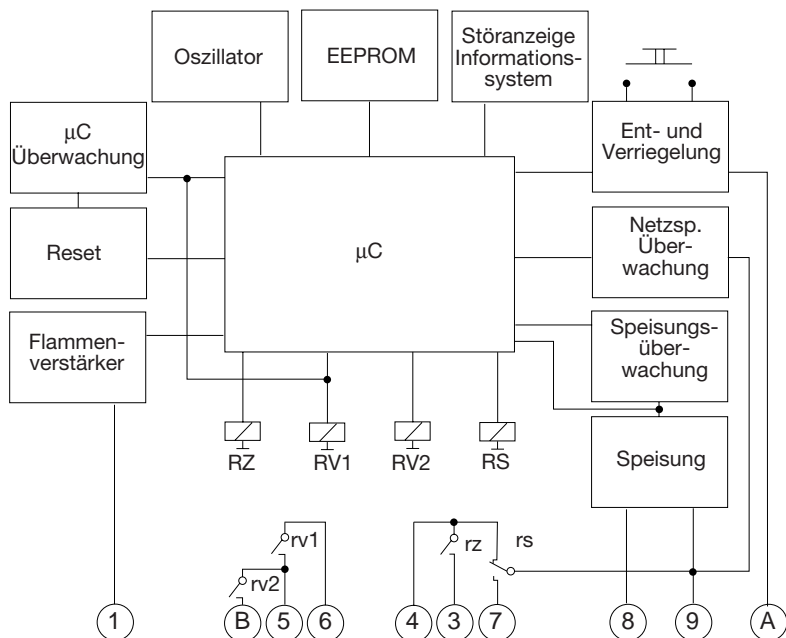 Oszillator
EEPROM
Störanzeige
Informations-
system
µC
Überwachung
Ent- und
Verriegelung
Reset
µC
Netzsp.
Über-
wachung
Flammen-
verstärker
Speisungs-
über-
wachung
RZ
RV1
RV2
RS
Speisung
rv1
rz
rs
rv2
1
B
5
6
4
3
7
8
9
A